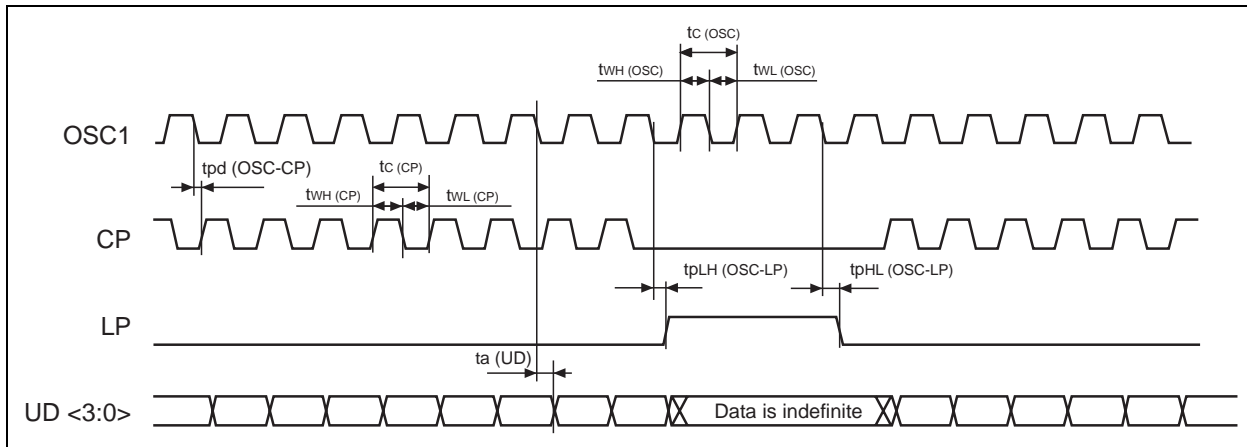 tC (OSC)
tWH (OSC)
tWL (OSC)
OSC1
tpd (OSC-CP)
tC (CP)
tWH (CP)
tWL (CP)
CP
tpLH (OSC-LP)
tpHL (OSC-LP)
LP
ta (UD)
UD <3:0>
Data is indefinite